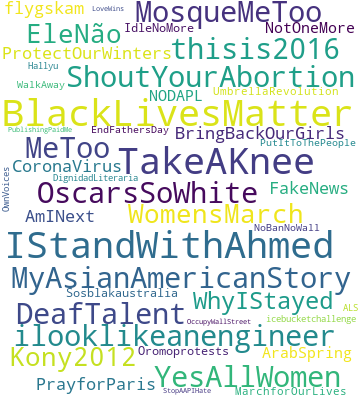 flygskam
LoveWins
MosqueMeToo
EleNão
IdleNoMore
NotOneMore
ProtectOurWinters
thisis2016
Hallyu
ShoutYourAbortion
WalkAway
NODAPL
UmbrellaRevolution
BlackLivesMatter
PublishingPaidMe
EndFathersDay
BringBackOurGirls
PutItToThePeople
MeToo
TakeAKnee
CoronaVirus
DignidadLiteraria
OwnVoices
OscarsSoWhite
FakeNews
AmINext
WomensMarch
NoBanNoWall
IStandWithAhmed
MyAsianAmericanStory
Sosblakaustralia
WhyIStayed
ALS
DeafTalent
OccupyWallStreet
icebucketchallenge
ilooklikeanengineer
Kony2012
Oromoprotests
ArabSpring
PrayforParis
YesAllWomen
StopAAPIHate
MarchforOurLives